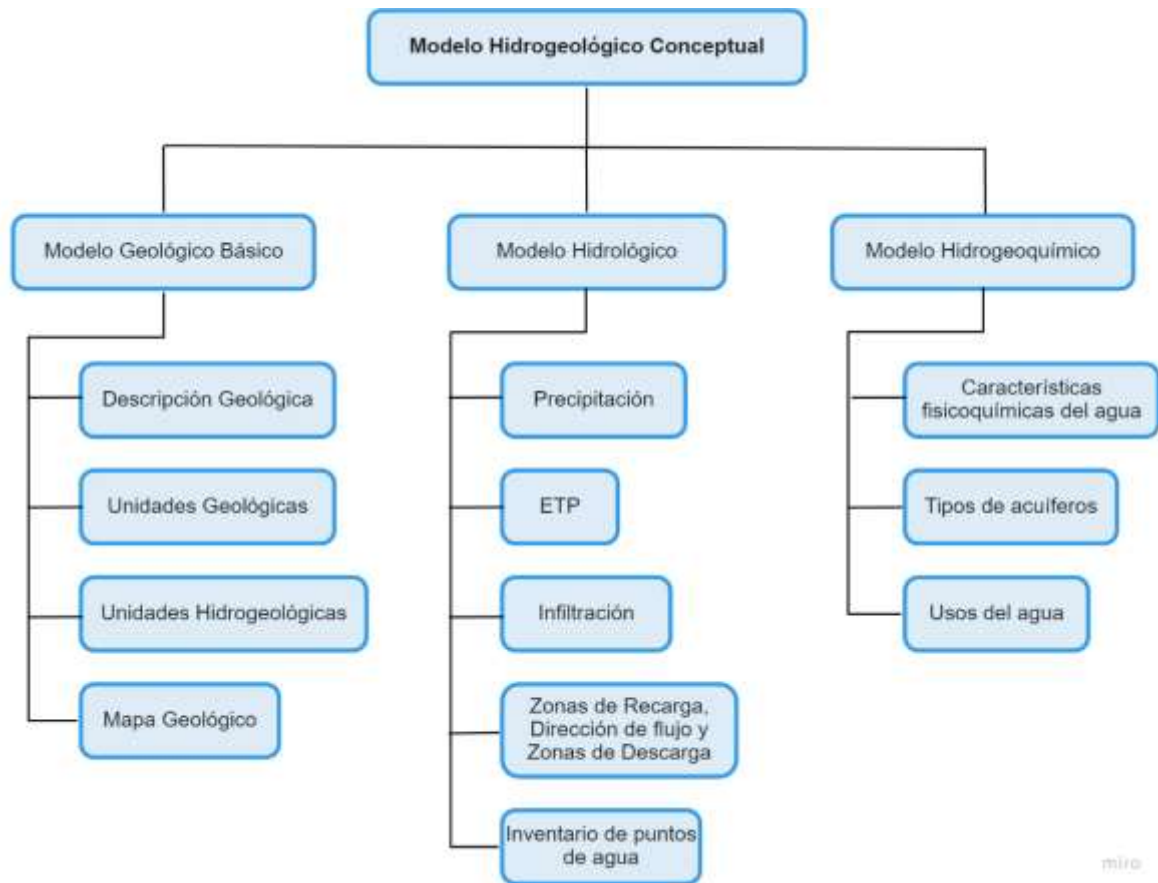 Modelo Hidrogeológico Conceptual
Modelo Geológico Básico
Descripción Geológica
Unidades Geológicas
Unidades Hidrogeológicas
Mapa Geológico
Modelo Hidrológico
Precipitación
ETP
Infiltración
Zonas de Recarga,
Dirección de flujo y
Zonas de Descarga
Inventario de puntos
de agua
Modelo Hidrogeoquímico
Características
fisicoquímicas del agua
Tipos de acuíferos
Usos del agua
miro